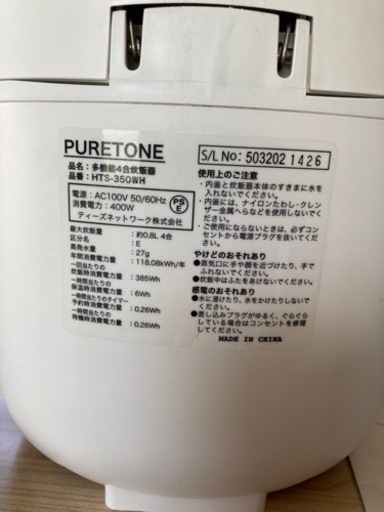 PURETONE
品名：多機能4合炊飯器
品番：HTS-350WH
電源：AC100V 50/60Hz
消費電力：400W
ティーズネットワーク株式会社
PS
E
最大炊飯量 ：約0.8L 4合
区分名 ：E
蒸発水量 ：27g
年間消費電力量 ：118.08kWh/年
一回当たりの
炊飯時消費電力量 ：385Wh
一時間当たりの
保温時消費電力量 ：6Wh
一時間当たりのタイマー
予約時消費電力量 ：0.26Wh
一時間当たりの
待機時消費電力量 ：0.26Wh
S/L No: 503202 1426
使用上のご注意
・内蓋と炊飯器本体のすきまに水を
入れないでください。
・内蓋には、ナイロンたわし・クレン
ザー金属へらなどを使用しないでく
ださい。
・ご使用にならないときは、必ずコン
セントから電源プラグを抜いてくだ
さい。
やけどのおそれあり
●蒸気口に手や顔を近づけたり、手で
ふれないでください。
●炊飯中はふたをあけないでください。
感電のおそれあり
●水に浸けたり、水をかけたりしないで
ください。
●差し込みプラグがゆるく、ぐらぐら
している場合はコンセントを修理
してください。
MADE IN CHINA